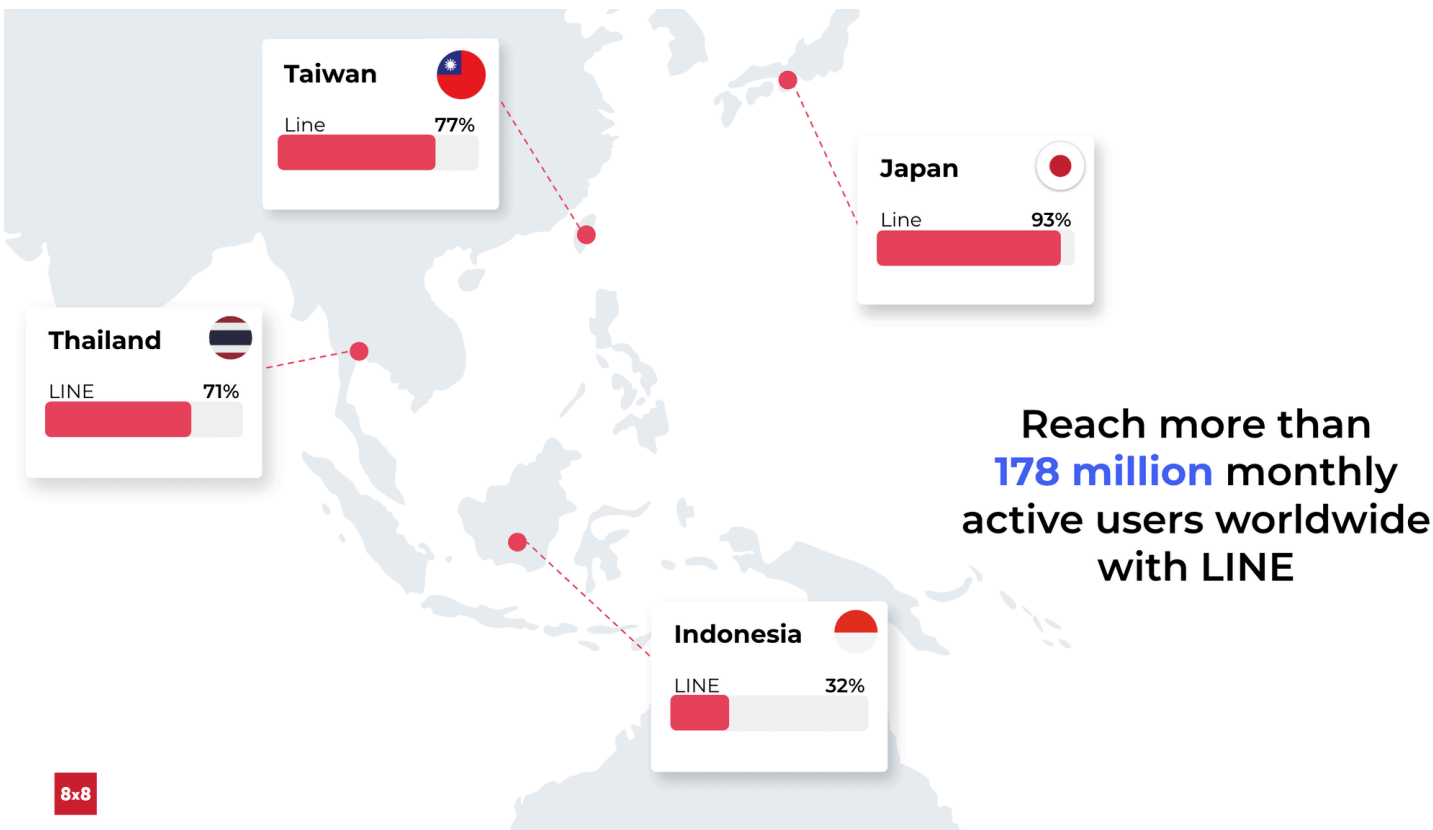 Taiwan
Line 77%
Japan
Line 93%
Thailand
LINE 71%
Reach more than
178 million monthly
active users worldwide
with LINE
Indonesia
LINE 32%
8x8